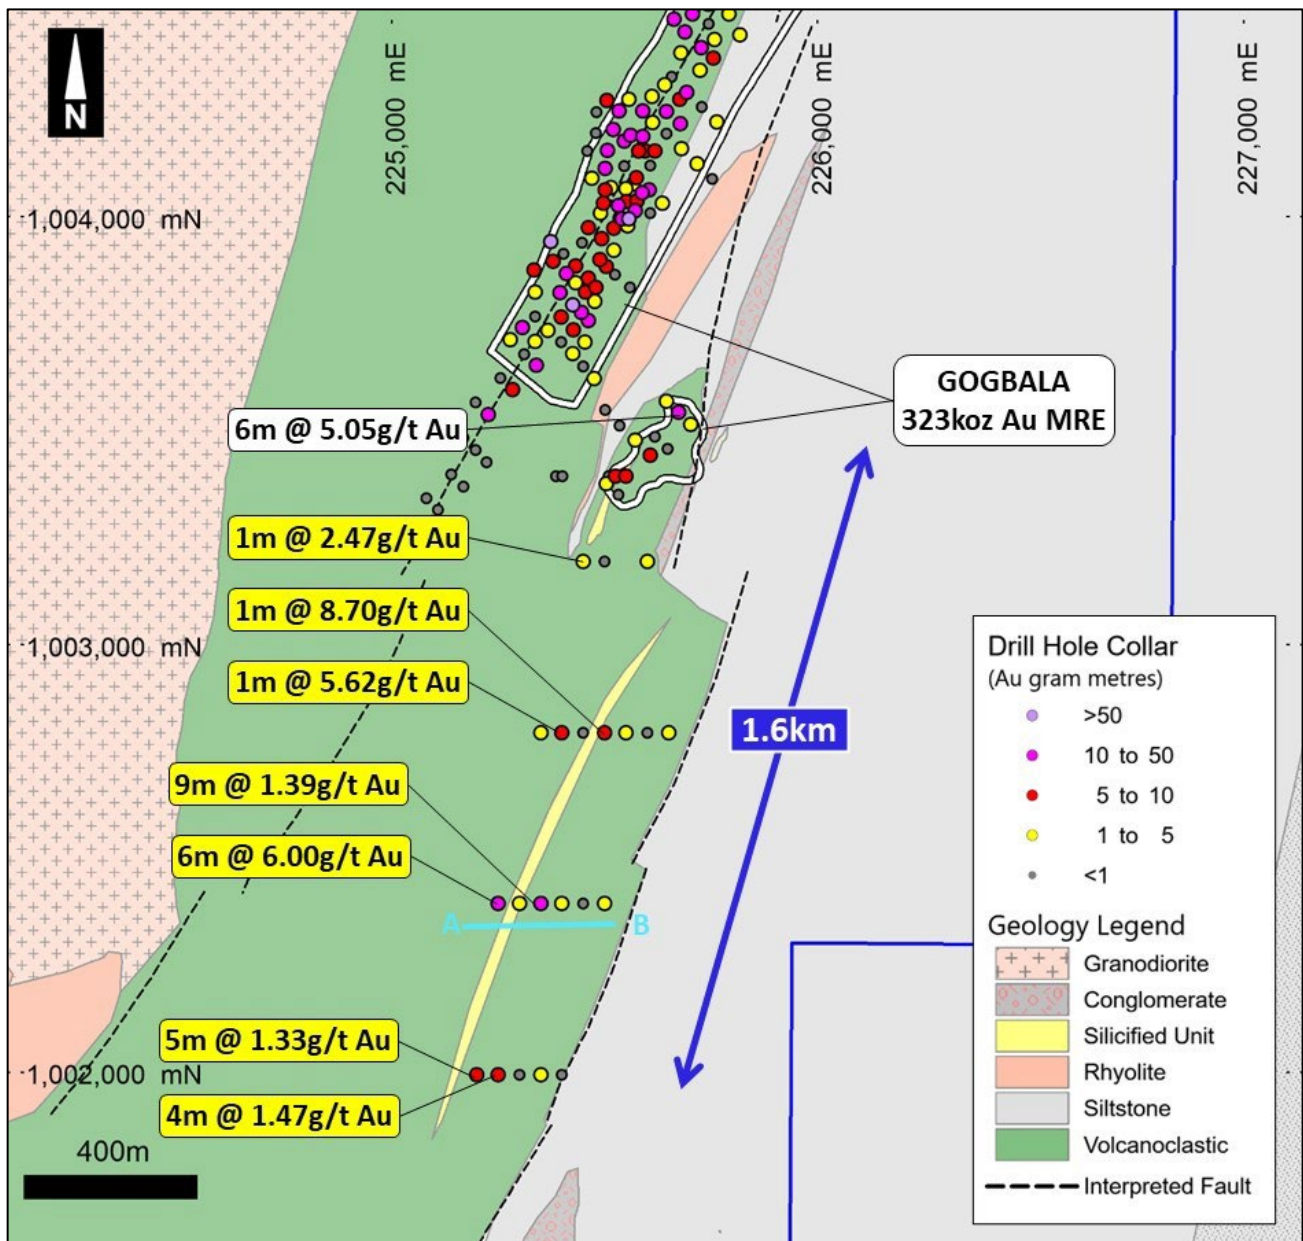 N
225,000 mE
226,000 mE
227,000 mE
1,004,000 mN
GOGBALA
323koz Au MRE
6m @ 5.05g/t Au
1m @ 2.47g/t Au
1m @ 8.70g/t Au
1,003,000 mN
1m @ 5.62g/t Au
1.6km
9m @ 1.39g/t Au
6m @ 6.00g/t Au
A
B
5m @ 1.33g/t Au
1,002,000 mN
4m @ 1.47g/t Au
400m
Drill Hole Collar
(Au gram metres)
>50
10 to 50
5 to 10
1 to 5
<1
Geology Legend
Granodiorite
Conglomerate
Silicified Unit
Rhyolite
Siltstone
Volcanoclastic
Interpreted Fault